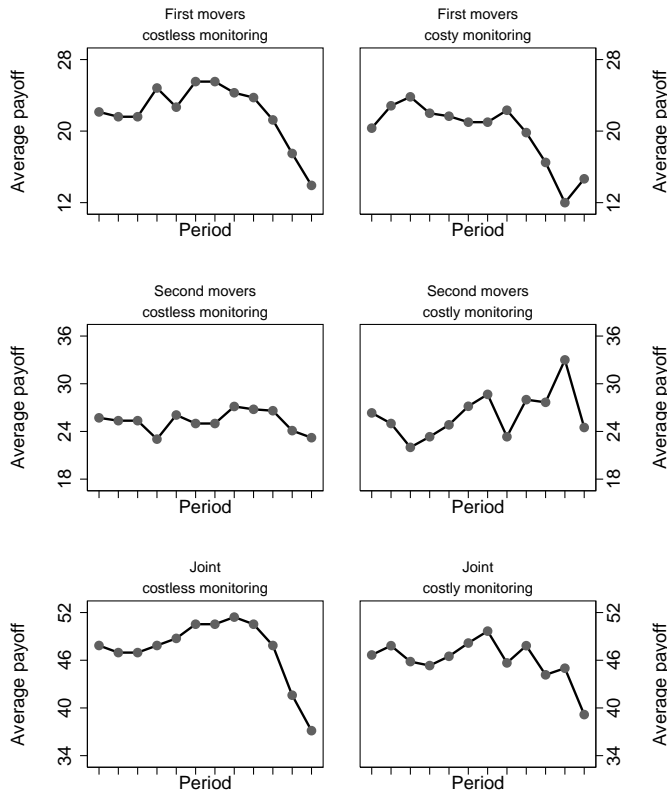 First movers
costless monitoring
First movers
costy monitoring
Average payoff
28
20
12
Period
28
20
12
Average payoff
Period
Second movers
costless monitoring
Second movers
costly monitoring
Average payoff
36
30
24
18
Period
36
30
24
18
Average payoff
Period
Joint
costless monitoring
Joint
costly monitoring
Average payoff
52
46
40
34
Period
52
46
40
34
Average payoff
Period